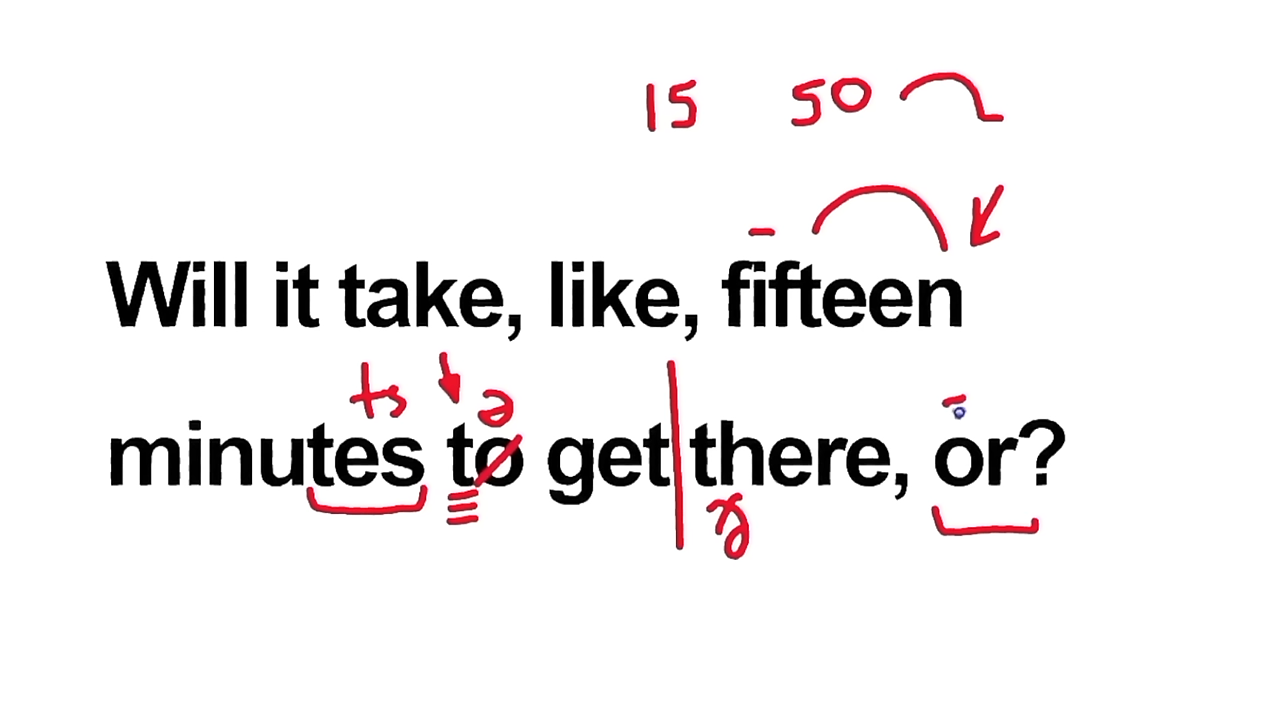 15 50
Will it take, like, fifteen
ts ə
minutes to get there, or?